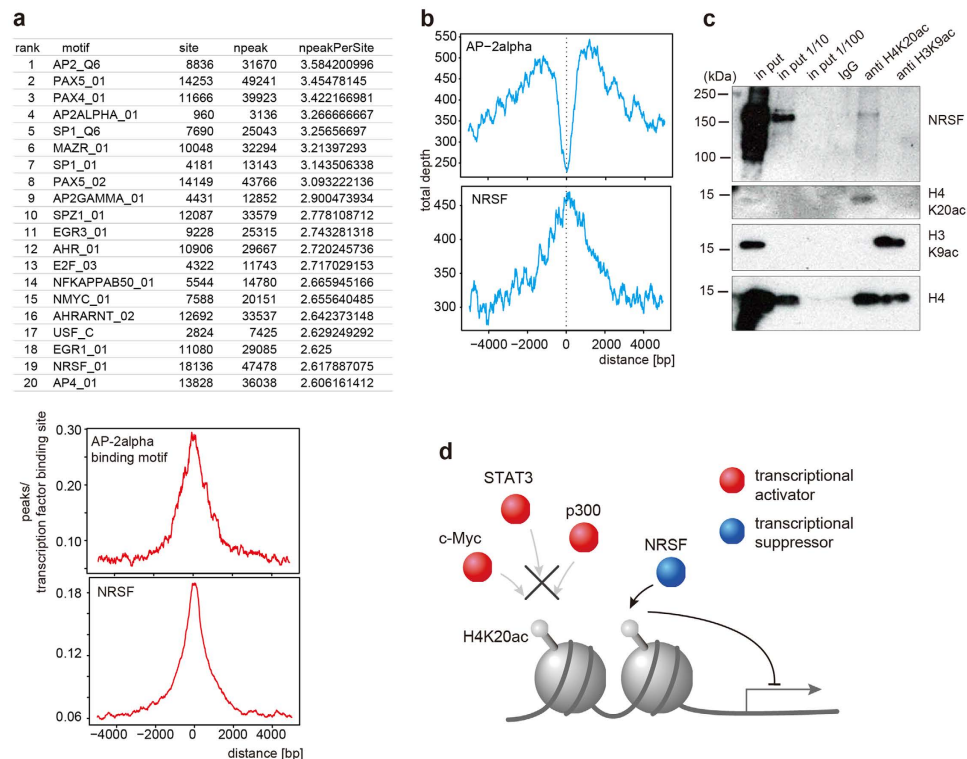 a
rank motif site npeak npeakPerSite
1 AP2_Q6 8836 31670 3.584200996
2 PAX5_01 14253 49241 3.45478145
3 PAX4_01 11666 39923 3.422166981
4 AP2ALPHA_01 960 3136 3.266666667
5 SP1_Q6 7690 25043 3.25656697
6 MAZR_01 10048 32294 3.21397293
7 SP1_01 4181 13143 3.143506338
8 PAX5_02 14149 43766 3.093222136
9 AP2GAMMA_01 4431 12852 2.900473934
10 SPZ1_01 12087 33579 2.778108712
11 EGR3_01 9228 25315 2.743281318
12 AHR_01 10906 29667 2.720245736
13 E2F_03 4322 11743 2.717029153
14 NFKAPPAB50_01 5544 14780 2.665945166
15 NMYC_01 7588 20151 2.655640485
16 AHRARNT_02 12692 33537 2.642373148
17 USF_C 2824 7425 2.629249292
18 EGR1_01 11080 29085 2.625
19 NRSF_01 18136 47478 2.617887075
20 AP4_01 13828 36038 2.606161412
peaks/
transcription factor binding site
0.30
0.20
0.10
AP-2alpha
binding motif
0.18
0.12
0.06
NRSF
−4000 −2000 0 2000 4000
distance [bp]
b
total depth
550
500
450
400
350
300
250
AP−2alpha
450
400
350
300
NRSF
−4000 −2000 0 2000 4000
distance [bp]
c
in put
in put 1/10
in put 1/100
IgG
anti H4K20ac
anti H3K9ac
(kDa)
250
150
100
NRSF
15
H4
K20ac
15
H3
K9ac
15
H4
d
STAT3
p300
c-Myc
NRSF
H4K20ac
transcriptional
activator
transcriptional
suppressor